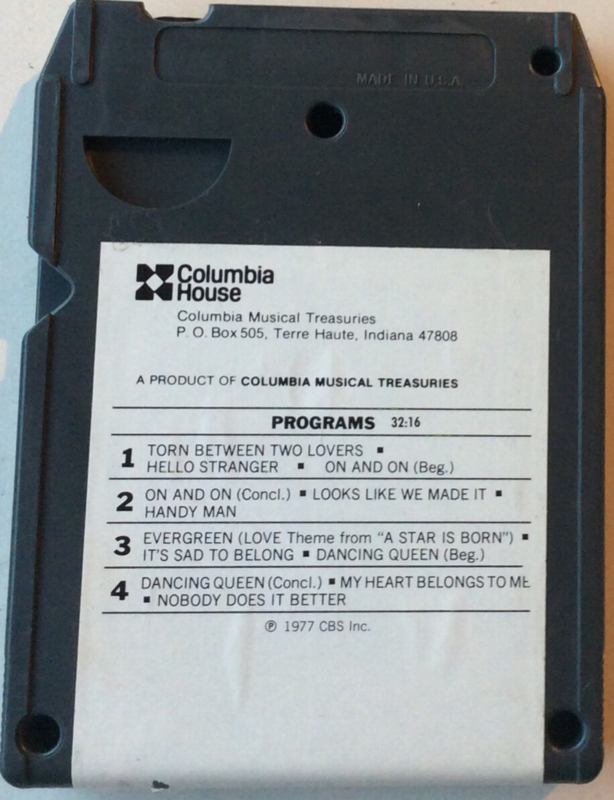 MADE IN U.S.A.
Columbia
House
Columbia Musical Treasuries
P. O. Box 505, Terre Haute, Indiana 47808
A PRODUCT OF COLUMBIA MUSICAL TREASURIES
PROGRAMS 32:16
1 TORN BETWEEN TWO LOVERS ▪
HELLO STRANGER ▪ ON AND ON (Beg.)
2 ON AND ON (Concl.) ▪ LOOKS LIKE WE MADE IT ▪
HANDY MAN
3 EVERGREEN (LOVE Theme from "A STAR IS BORN") ▪
IT'S SAD TO BELONG ▪ DANCING QUEEN (Beg.)
4 DANCING QUEEN (Concl.) ▪ MY HEART BELONGS TO ME
▪ NOBODY DOES IT BETTER
℗ 1977 CBS Inc.